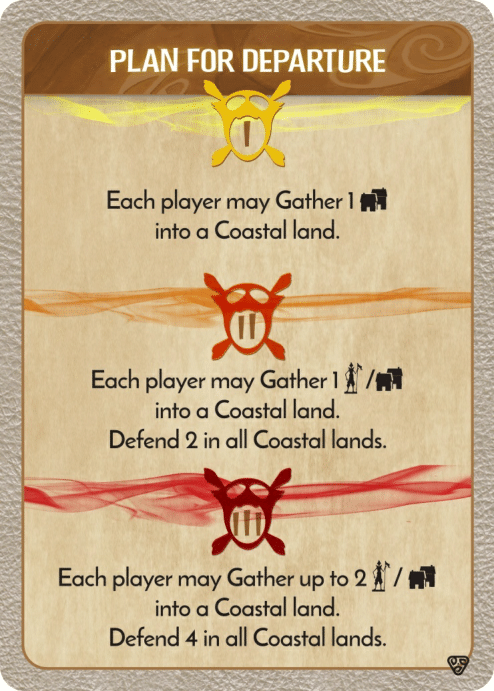 PLAN FOR DEPARTURE
I
Each player may Gather 1
into a Coastal land.
II
Each player may Gather 1 /
into a Coastal land.
Defend 2 in all Coastal lands.
III
Each player may Gather up to 2 /
into a Coastal land.
Defend 4 in all Coastal lands.